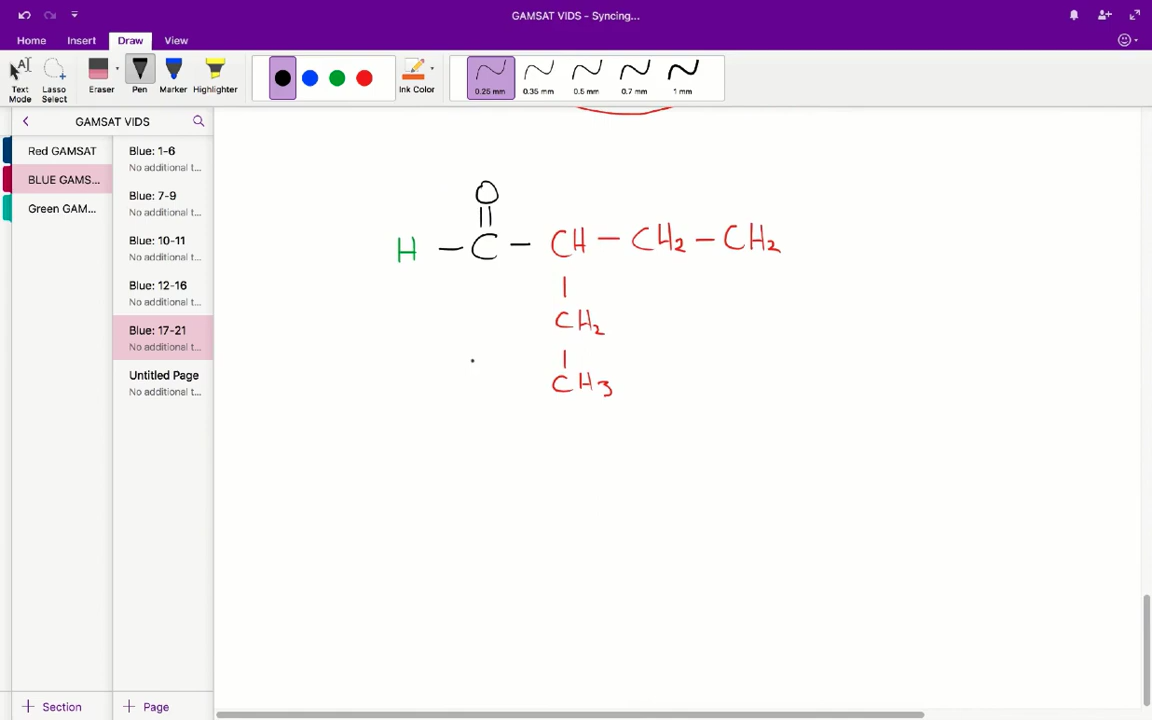 GAMSAT VIDS - Syncing...
Home Insert Draw View
Text Mode
Lasso Select
Eraser
Pen
Marker
Highlighter
Ink Color
0.25 mm
0.35 mm
0.5 mm
0.7 mm
1 mm
GAMSAT VIDS
Red GAMSAT
BLUE GAMS...
Green GAM...
Blue: 1-6
No additional t...
Blue: 7-9
No additional t...
Blue: 10-11
No additional t...
Blue: 12-16
No additional t...
Blue: 17-21
No additional t...
Untitled Page
No additional t...
+ Section
+ Page
O
||
H — C — CH — CH₂ — CH₂
|
CH₂
|
CH₃